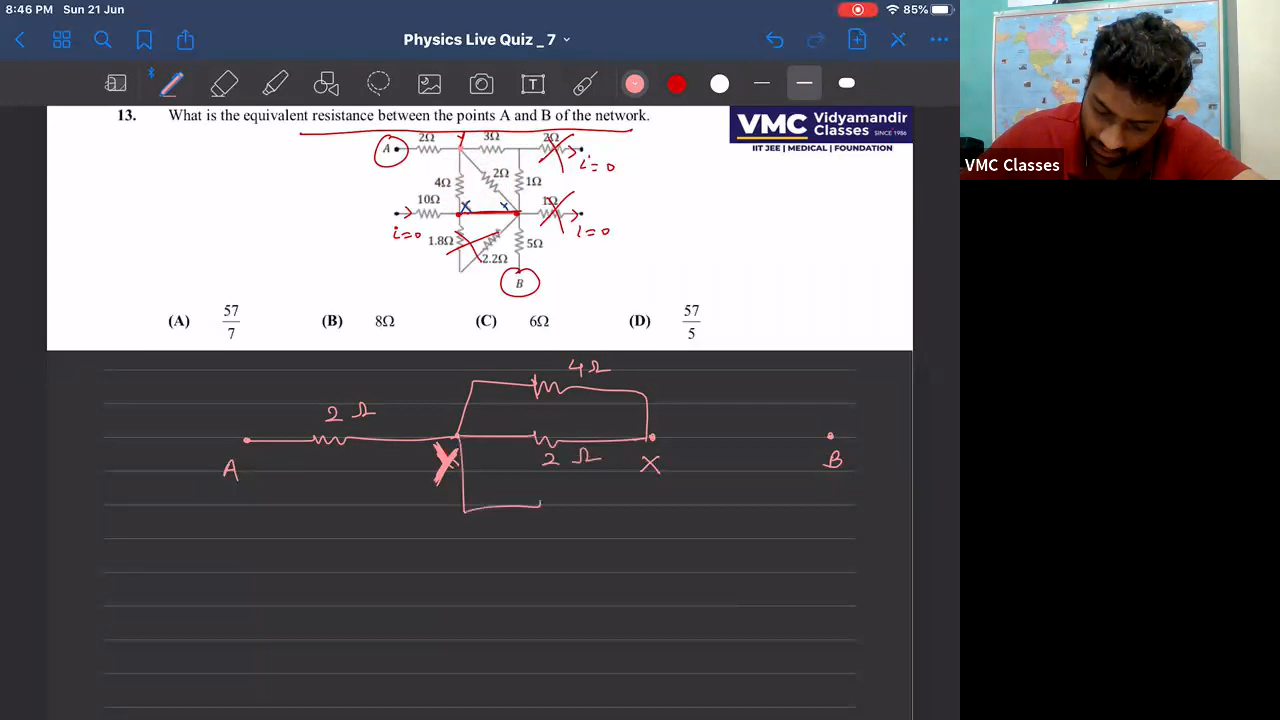 8:46 PM Sun 21 Jun
85%
Physics Live Quiz _ 7
T
VMC Vidyamandir Classes SINCE 1986
IIT JEE | MEDICAL | FOUNDATION
VMC Classes
13. What is the equivalent resistance between the points A and B of the network.
A 2Ω y 3Ω 2Ω
i=0
4Ω 2Ω 1Ω
10Ω x x 1Ω
i=0 i=0
1.8Ω 2.2Ω 5Ω
B
(A) 57/7 (B) 8Ω (C) 6Ω (D) 57/5
4Ω
2 Ω
A y 2 Ω X B